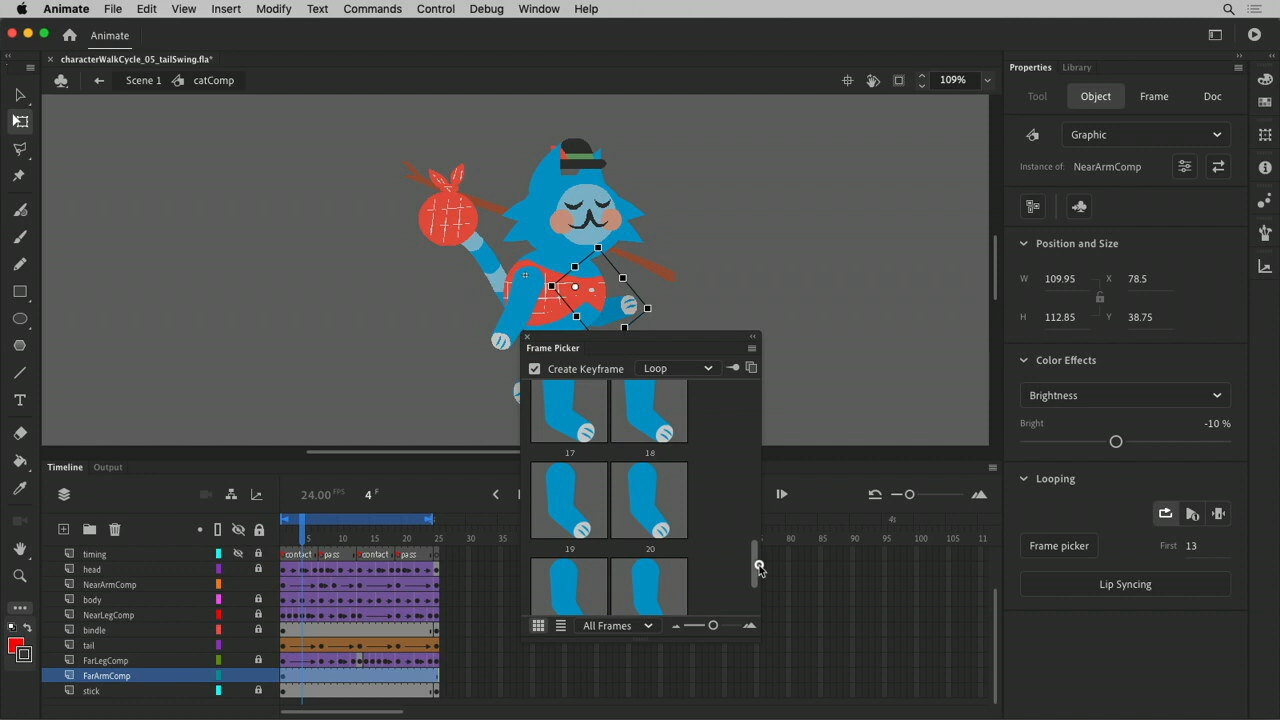 Animate File Edit View Insert Modify Text Commands Control Debug Window Help
Animate
characterWalkCycle_05_tailSwing.fla*
Scene 1 catComp 109%
Properties Library
Tool Object Frame Doc
Graphic
Instance of: NearArmComp
Position and Size
W 109.95 X 78.5
H 112.85 Y 38.75
Color Effects
Brightness
Bright -10 %
Looping
Frame picker First 13
Lip Syncing
Frame Picker
Create Keyframe Loop
17 18
19 20
All Frames
Timeline Output
24.00 FPS 4 F
4s
5 10 15 20 25 30 35 40 45 50 80 85 90 95 100 105 11
timing contact pass contact pass
head
NearArmComp
body
NearLegComp
bindle
tail
FarLegComp
FarArmComp
stick